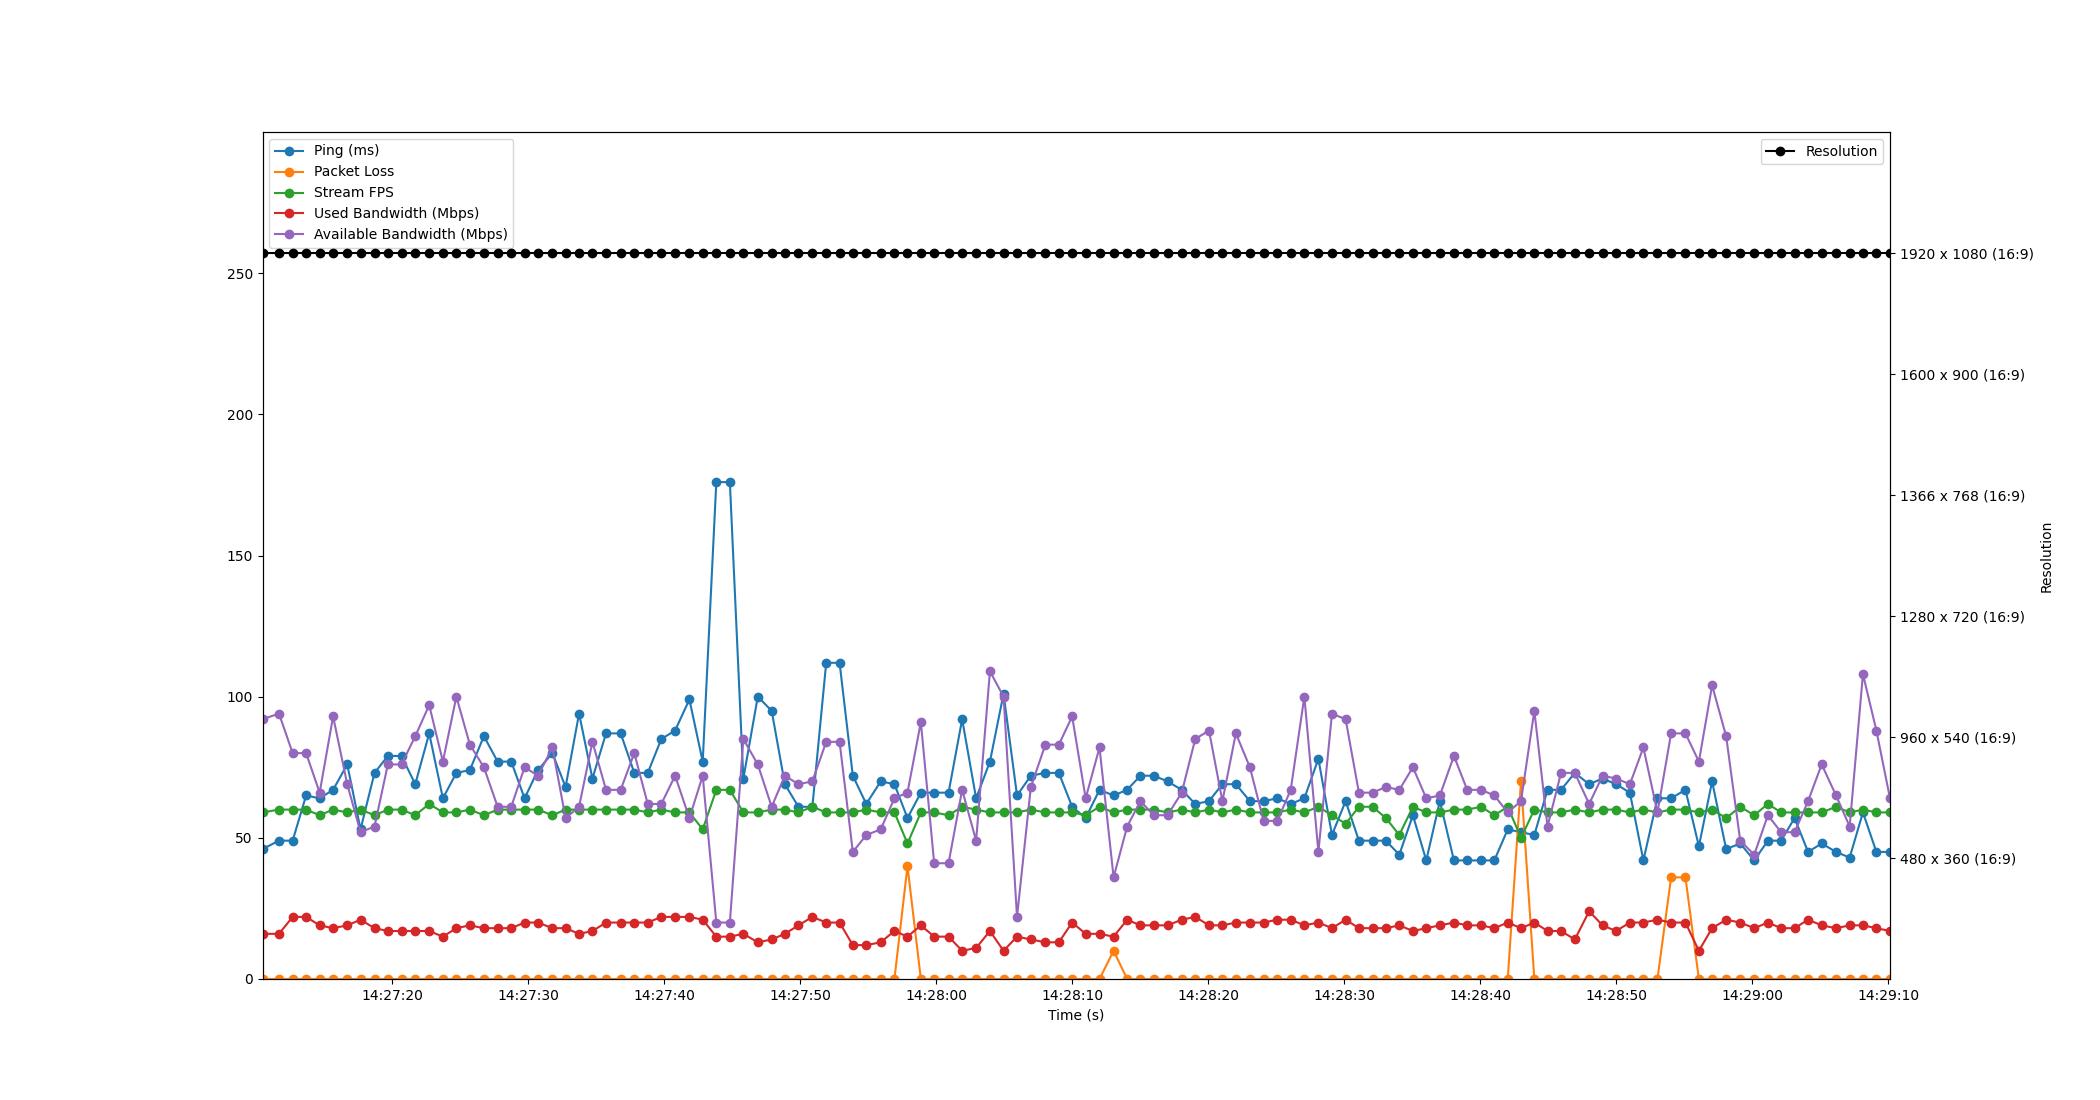 Ping (ms)
Packet Loss
Stream FPS
Used Bandwidth (Mbps)
Available Bandwidth (Mbps)
Resolution
250
200
150
100
50
0
1920 x 1080 (16:9)
1600 x 900 (16:9)
1366 x 768 (16:9)
1280 x 720 (16:9)
960 x 540 (16:9)
480 x 360 (16:9)
Resolution
14:27:20 14:27:30 14:27:40 14:27:50 14:28:00 14:28:10 14:28:20 14:28:30 14:28:40 14:28:50 14:29:00 14:29:10
Time (s)